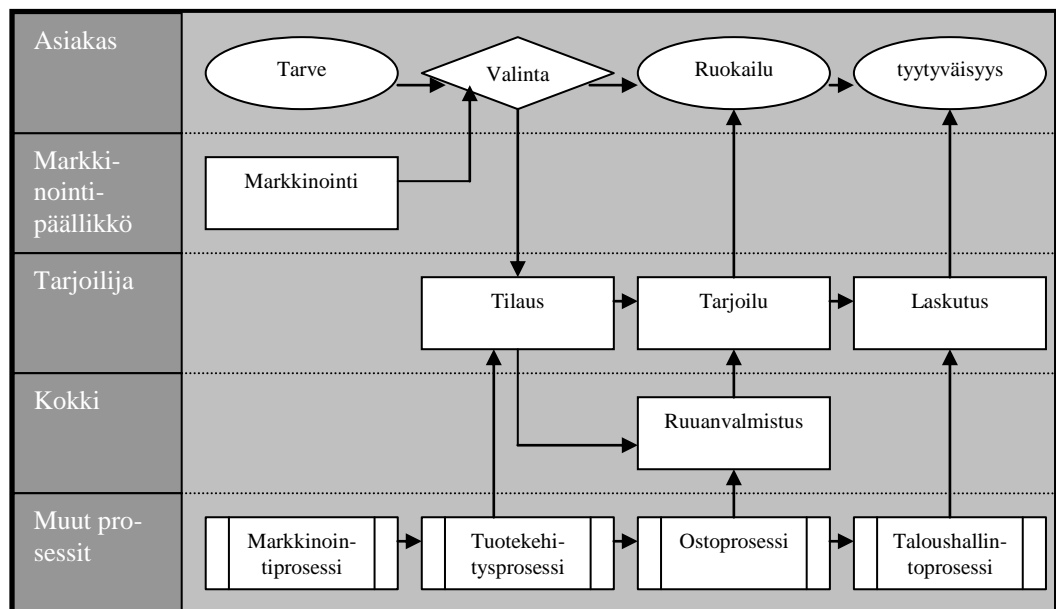 Asiakas
Tarve
Valinta
Ruokailu
tyytyväisyys
Markki-
nointi-
päällikkö
Markkinointi
Tarjoilija
Tilaus
Tarjoilu
Laskutus
Kokki
Ruuanvalmistus
Muut pro-
sessit
Markkinoin-
tiprosessi
Tuotekehi-
tysprosessi
Ostoprosessi
Taloushallin-
toprosessi